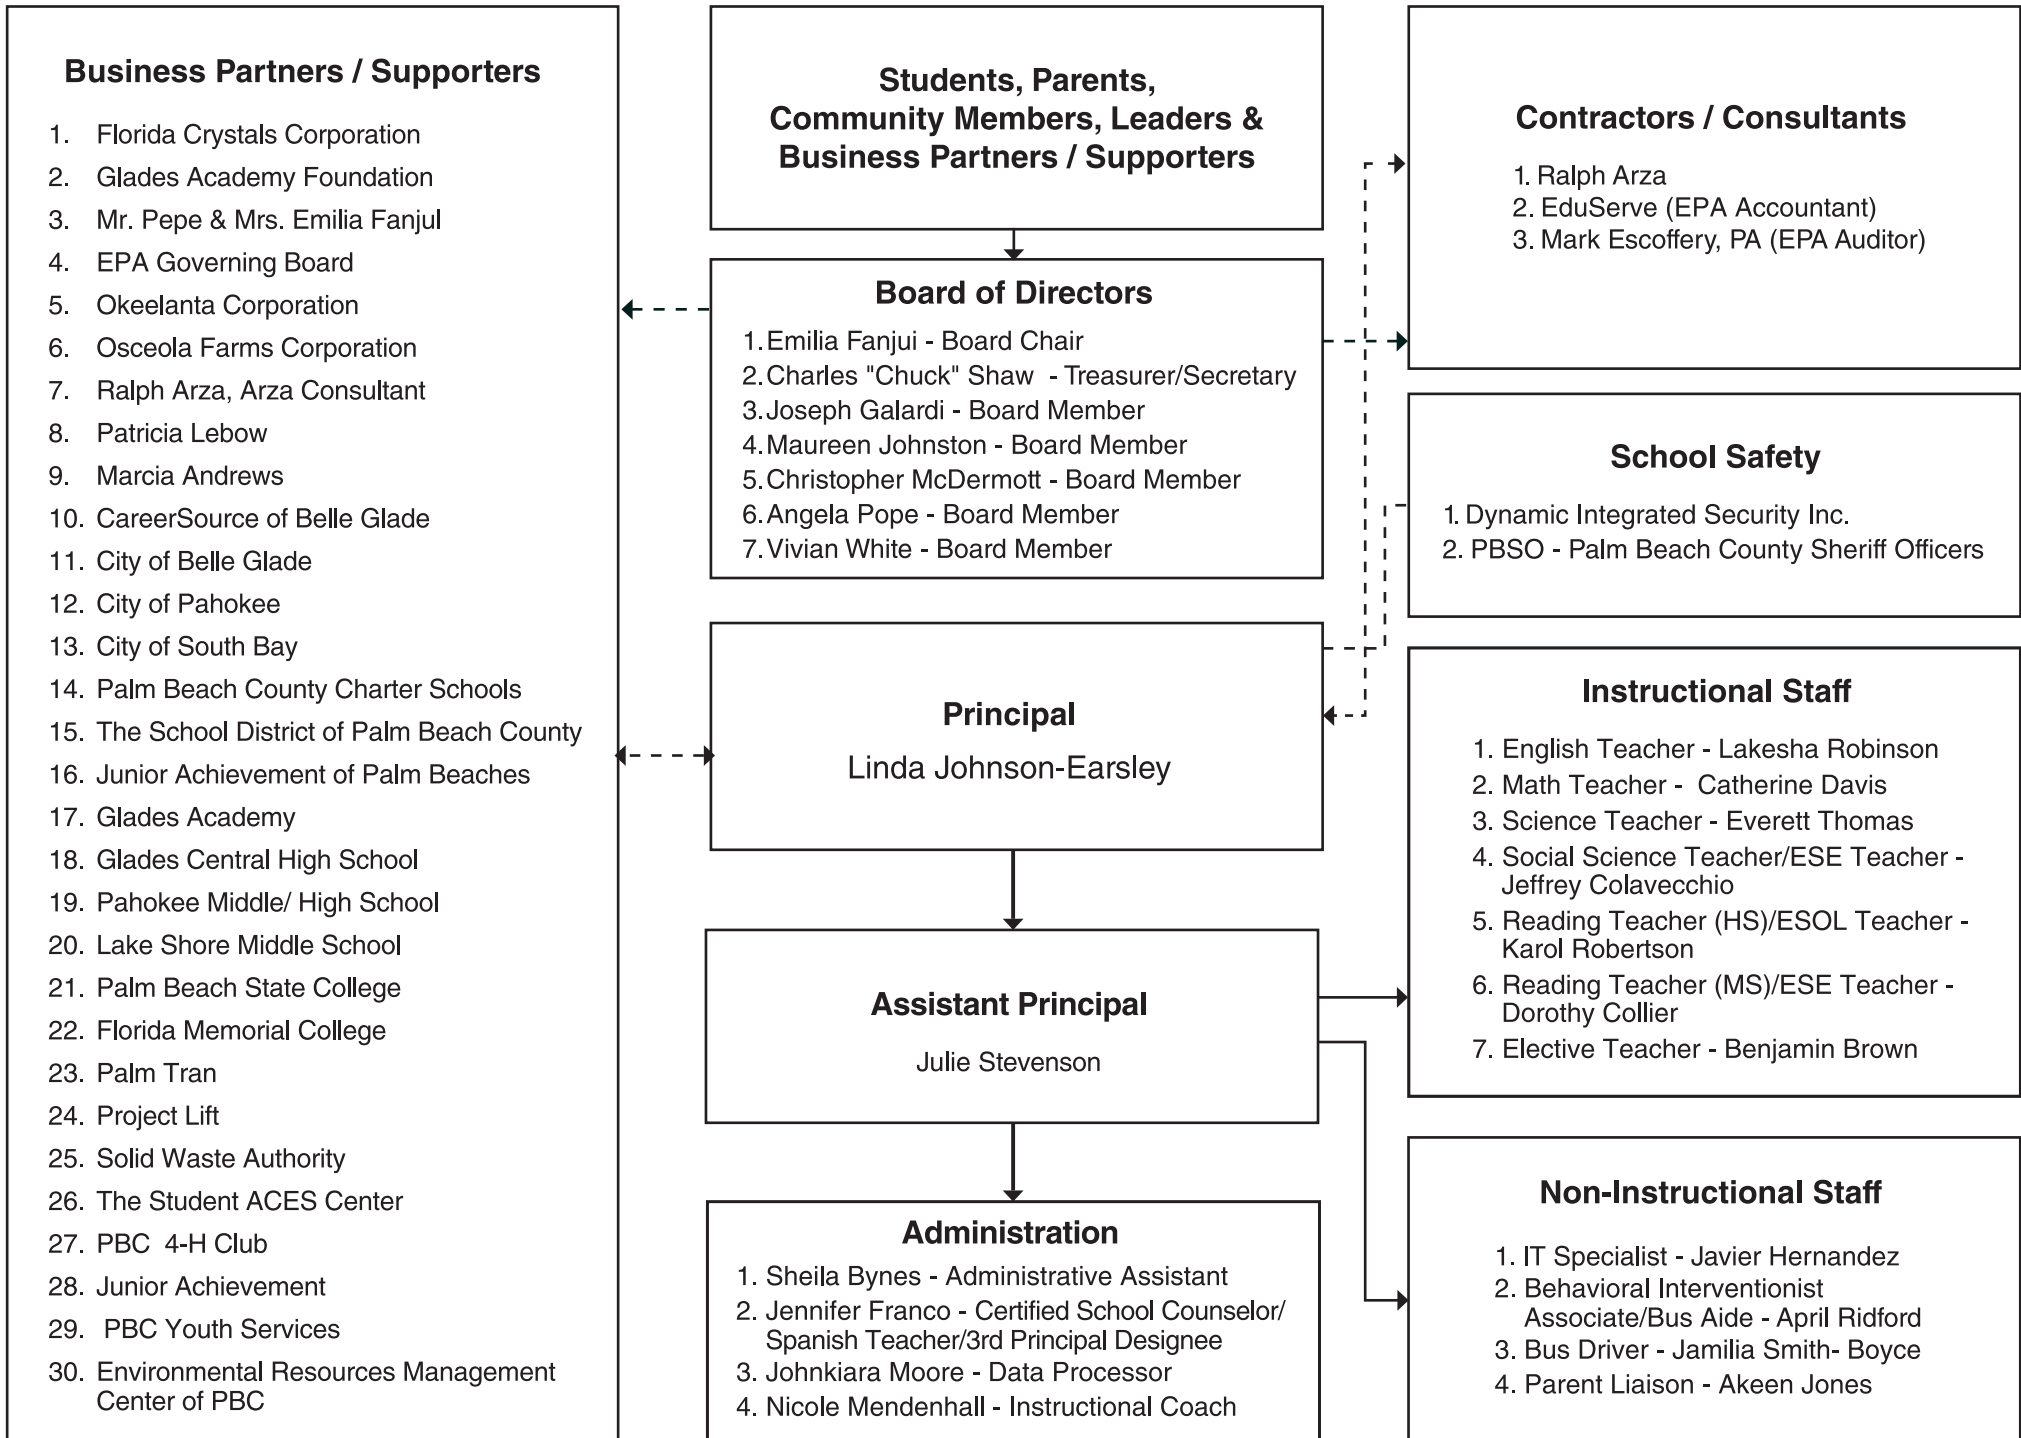 Business Partners / Supporters
1. Florida Crystals Corporation
2. Glades Academy Foundation
3. Mr. Pepe & Mrs. Emilia Fanjul
4. EPA Governing Board
5. Okeelanta Corporation
6. Osceola Farms Corporation
7. Ralph Arza, Arza Consultant
8. Patricia Lebow
9. Marcia Andrews
10. CareerSource of Belle Glade
11. City of Belle Glade
12. City of Pahokee
13. City of South Bay
14. Palm Beach County Charter Schools
15. The School District of Palm Beach County
16. Junior Achievement of Palm Beaches
17. Glades Academy
18. Glades Central High School
19. Pahokee Middle/ High School
20. Lake Shore Middle School
21. Palm Beach State College
22. Florida Memorial College
23. Palm Tran
24. Project Lift
25. Solid Waste Authority
26. The Student ACES Center
27. PBC 4-H Club
28. Junior Achievement
29. PBC Youth Services
30. Environmental Resources Management
Center of PBC
Students, Parents,
Community Members, Leaders &
Business Partners / Supporters
Board of Directors
1. Emilia Fanjui - Board Chair
2. Charles "Chuck" Shaw - Treasurer/Secretary
3. Joseph Galardi - Board Member
4. Maureen Johnston - Board Member
5. Christopher McDermott - Board Member
6. Angela Pope - Board Member
7. Vivian White - Board Member
Principal
Linda Johnson-Earsley
Assistant Principal
Julie Stevenson
Administration
1. Sheila Bynes - Administrative Assistant
2. Jennifer Franco - Certified School Counselor/
Spanish Teacher/3rd Principal Designee
3. Johnkiara Moore - Data Processor
4. Nicole Mendenhall - Instructional Coach
Contractors / Consultants
1. Ralph Arza
2. EduServe (EPA Accountant)
3. Mark Escoffery, PA (EPA Auditor)
School Safety
1. Dynamic Integrated Security Inc.
2. PBSO - Palm Beach County Sheriff Officers
Instructional Staff
1. English Teacher - Lakesha Robinson
2. Math Teacher - Catherine Davis
3. Science Teacher - Everett Thomas
4. Social Science Teacher/ESE Teacher -
Jeffrey Colavecchio
5. Reading Teacher (HS)/ESOL Teacher -
Karol Robertson
6. Reading Teacher (MS)/ESE Teacher -
Dorothy Collier
7. Elective Teacher - Benjamin Brown
Non-Instructional Staff
1. IT Specialist - Javier Hernandez
2. Behavioral Interventionist
Associate/Bus Aide - April Ridford
3. Bus Driver - Jamilia Smith- Boyce
4. Parent Liaison - Akeen Jones